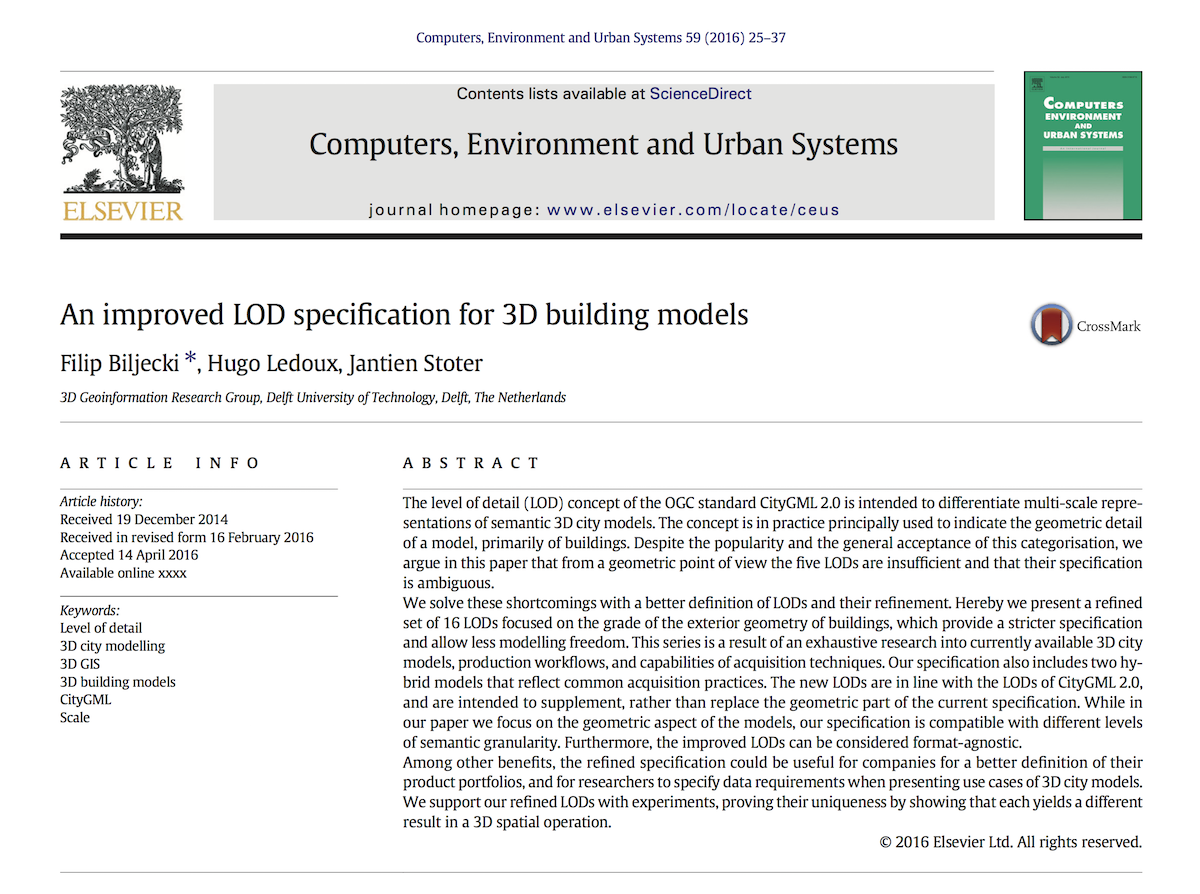 Computers, Environment and Urban Systems 59 (2016) 25–37
Contents lists available at ScienceDirect
Computers, Environment and Urban Systems
journal homepage: www.elsevier.com/locate/ceus
ELSEVIER
COMPUTERS
ENVIRONMENT
AND
URBAN SYSTEMS
An improved LOD specification for 3D building models
CrossMark
Filip Biljecki *, Hugo Ledoux, Jantien Stoter
3D Geoinformation Research Group, Delft University of Technology, Delft, The Netherlands
ARTICLE INFO
Article history:
Received 19 December 2014
Received in revised form 16 February 2016
Accepted 14 April 2016
Available online xxxx
Keywords:
Level of detail
3D city modelling
3D GIS
3D building models
CityGML
Scale
ABSTRACT
The level of detail (LOD) concept of the OGC standard CityGML 2.0 is intended to differentiate multi-scale repre-
sentations of semantic 3D city models. The concept is in practice principally used to indicate the geometric detail
of a model, primarily of buildings. Despite the popularity and the general acceptance of this categorisation, we
argue in this paper that from a geometric point of view the five LODs are insufficient and that their specification
is ambiguous.
We solve these shortcomings with a better definition of LODs and their refinement. Hereby we present a refined
set of 16 LODs focused on the grade of the exterior geometry of buildings, which provide a stricter specification
and allow less modelling freedom. This series is a result of an exhaustive research into currently available 3D city
models, production workflows, and capabilities of acquisition techniques. Our specification also includes two hy-
brid models that reflect common acquisition practices. The new LODs are in line with the LODs of CityGML 2.0,
and are intended to supplement, rather than replace the geometric part of the current specification. While in
our paper we focus on the geometric aspect of the models, our specification is compatible with different levels
of semantic granularity. Furthermore, the improved LODs can be considered format-agnostic.
Among other benefits, the refined specification could be useful for companies for a better definition of their
product portfolios, and for researchers to specify data requirements when presenting use cases of 3D city models.
We support our refined LODs with experiments, proving their uniqueness by showing that each yields a different
result in a 3D spatial operation.
© 2016 Elsevier Ltd. All rights reserved.